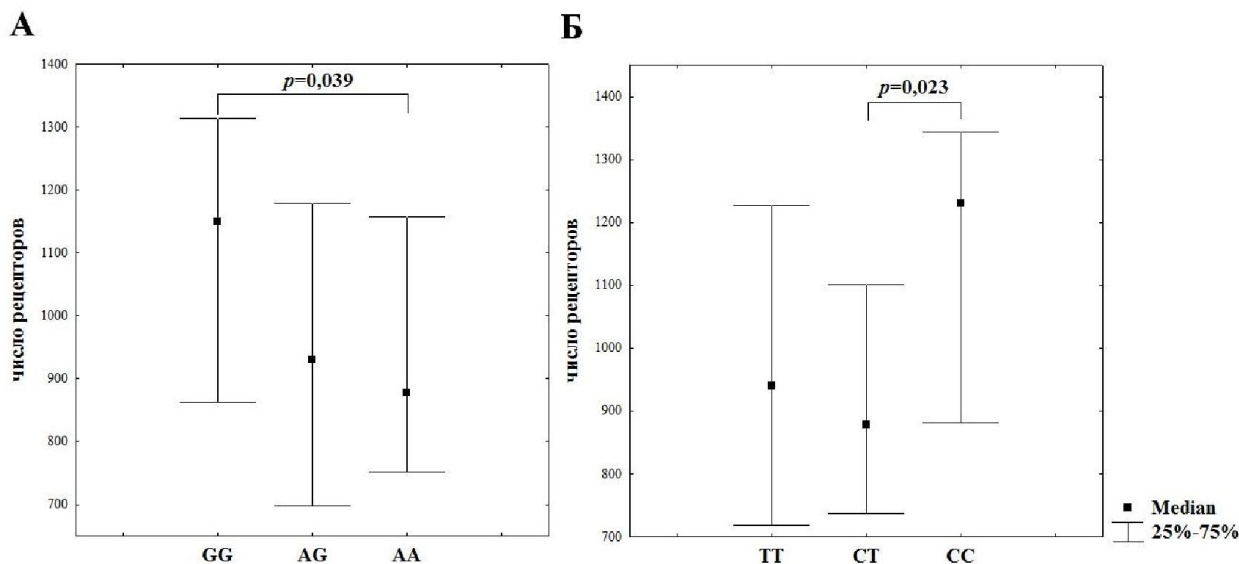 А
1400
1300
1200
1100
1000
900
800
700
число рецепторов
p=0,039
GG AG AA
Б
1400
1300
1200
1100
1000
900
800
700
число рецепторов
p=0,023
TT CT CC
Median
25%-75%